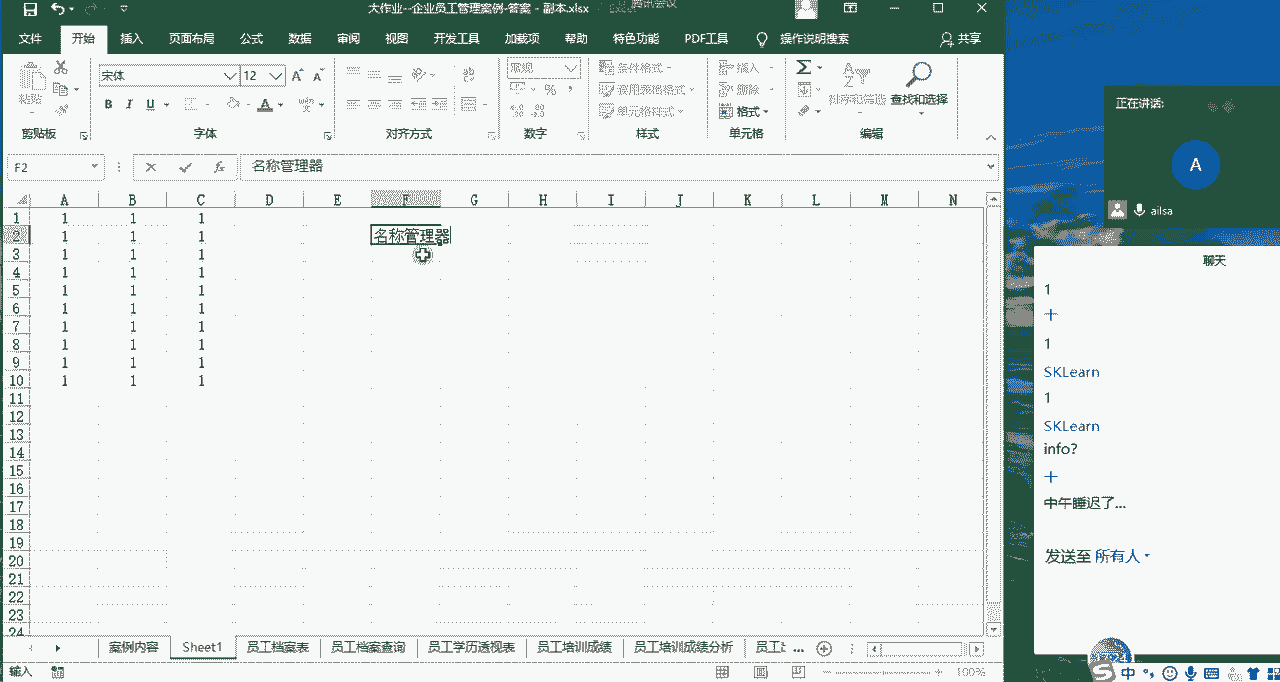 大作业--企业员工管理案例-答案 - 副本.xlsx
腾讯会议
文件 开始 插入 页面布局 公式 数据 审阅 视图 开发工具 加载项 帮助 特色功能 PDF工具 操作说明搜索 共享
宋体 12 常规 条件格式 插入 Σ
粘贴 B I U A % 套用表格格式 删除 排序和筛选 查找和选择
单元格样式 格式
剪贴板 字体 对齐方式 数字 样式 单元格 编辑
F2 fx 名称管理器
A B C D E F G H I J K L M N
1 1 1 1
2 1 1 1 名称管理器
3 1 1 1
4 1 1 1
5 1 1 1
6 1 1 1
7 1 1 1
8 1 1 1
9 1 1 1
10 1 1 1
11
12
13
14
15
16
17
18
19
20
21
22
23
24
案例内容 Sheet1 员工档案表 员工档案查询 员工学历透视表 员工培训成绩 员工培训成绩分析 ...
输入 100%
正在讲话:
A
ailsa
聊天
1
十
1
SKLearn
1
SKLearn
info?
十
中午睡迟了...
发送至 所有人
S 中